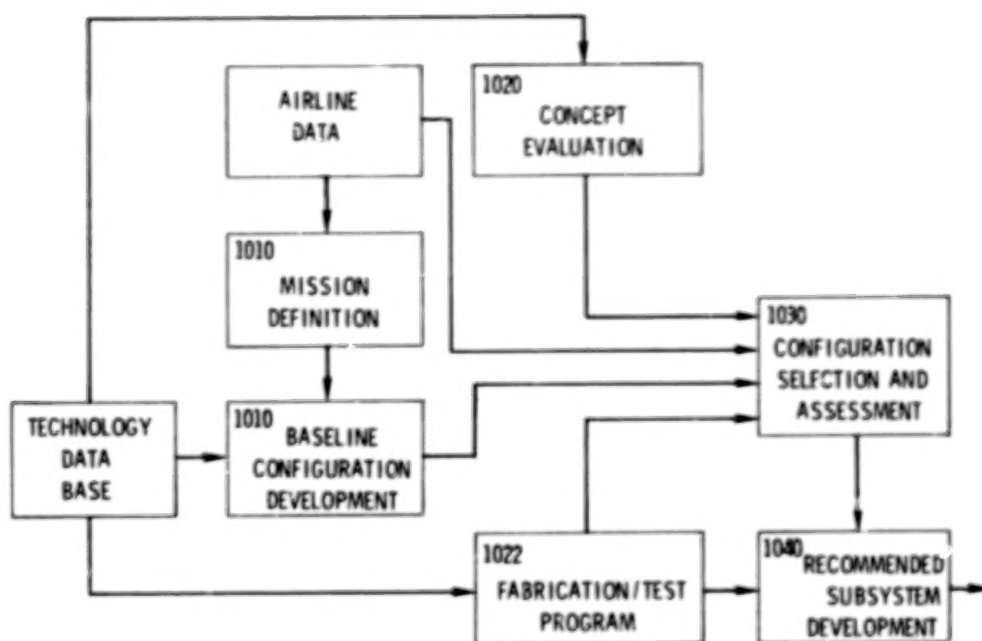 AIRLINE
DATA
1020
CONCEPT
EVALUATION
1010
MISSION
DEFINITION
1030
CONFIGURATION
SELECTION AND
ASSESSMENT
TECHNOLOGY
DATA
BASE
1010
BASELINE
CONFIGURATION
DEVELOPMENT
1022
FABRICATION/TEST
PROGRAM
1040
RECOMMENDED
SUBSYSTEM
DEVELOPMENT